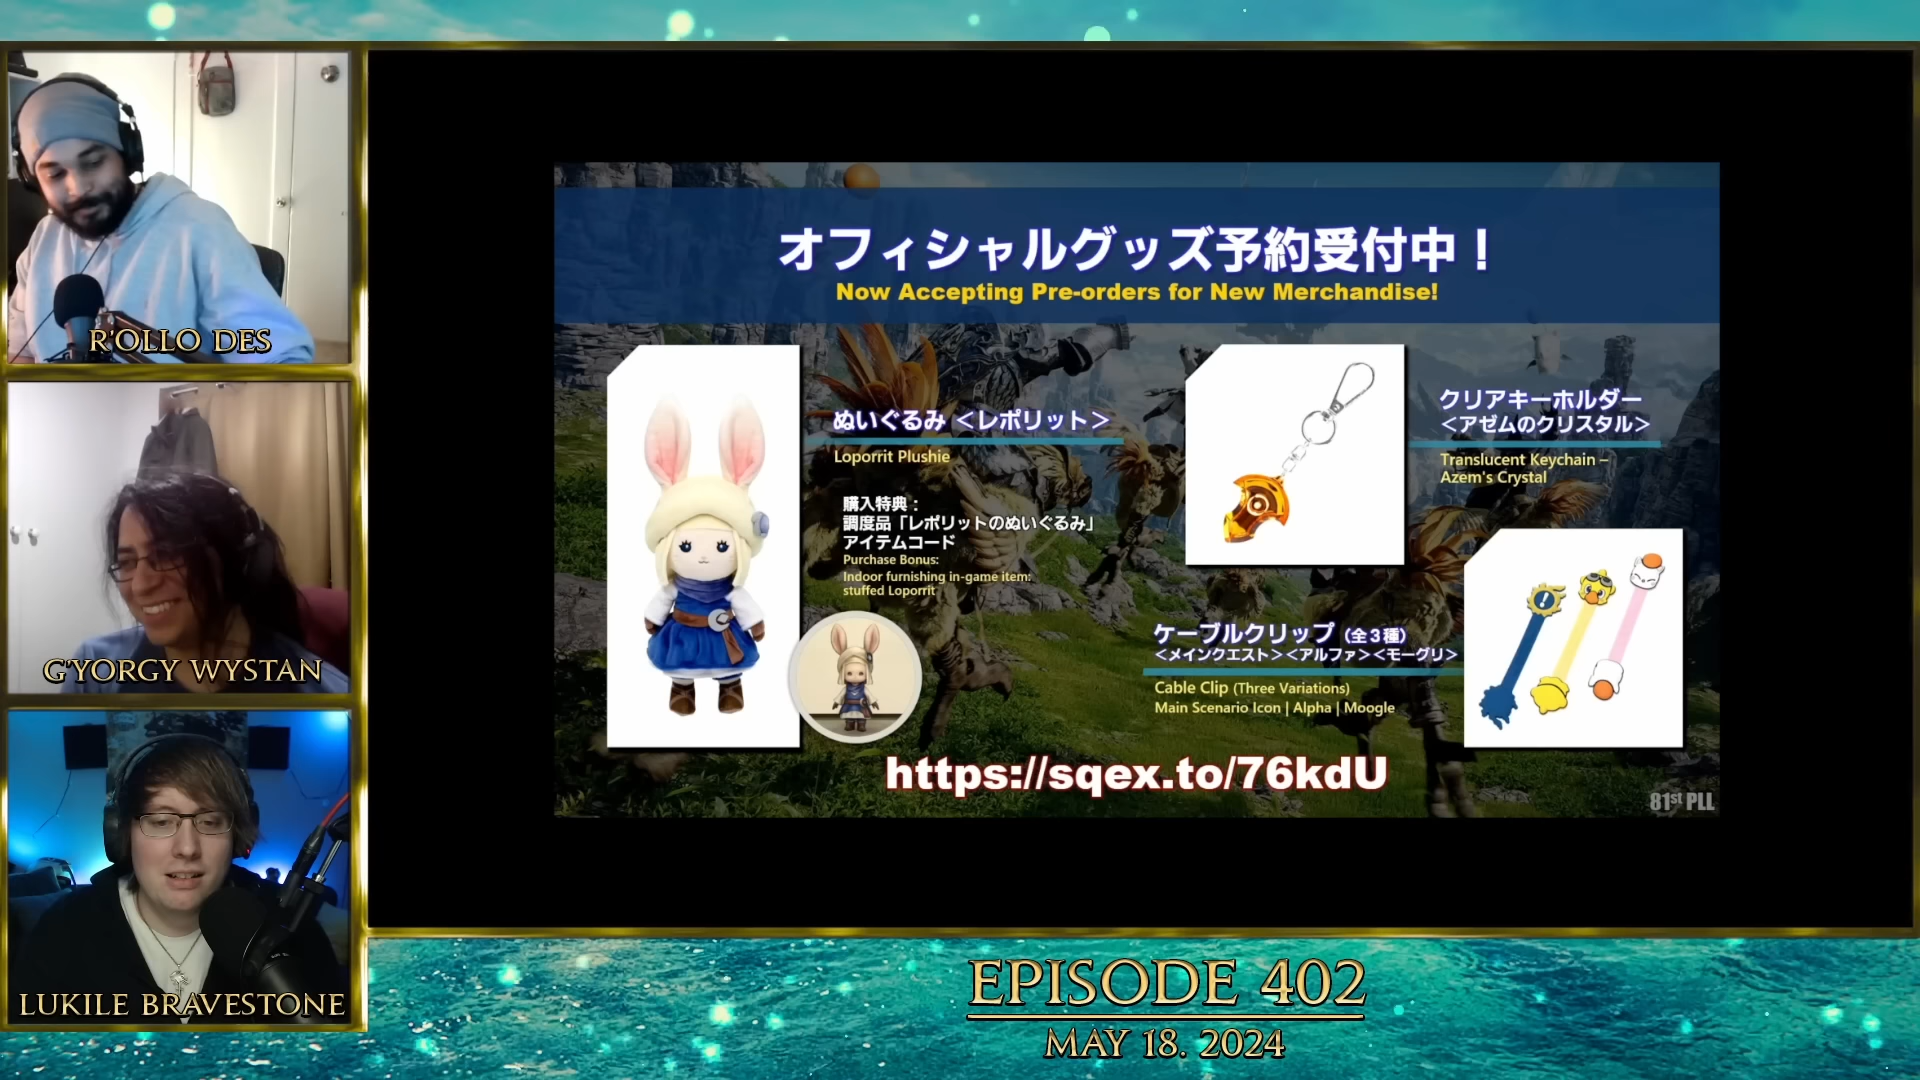 R'OLLO DES
G'YORGY WYSTAN
LUKILE BRAVESTONE
オフィシャルグッズ予約受付中！
Now Accepting Pre-orders for New Merchandise!
ぬいぐるみ ＜レポリット＞
Loporrit Plushie
購入特典：
調度品「レポリットのぬいぐるみ」
アイテムコード
Purchase Bonus:
Indoor furnishing in-game item:
stuffed Loporrit
クリアキーホルダー
＜アゼムのクリスタル＞
Translucent Keychain –
Azem's Crystal
ケーブルクリップ（全３種）
＜メインクエスト＞＜アルファ＞＜モーグリ＞
Cable Clip (Three Variations)
Main Scenario Icon | Alpha | Moogle
https://sqex.to/76kdU
81st PLL
EPISODE 402
MAY 18. 2024